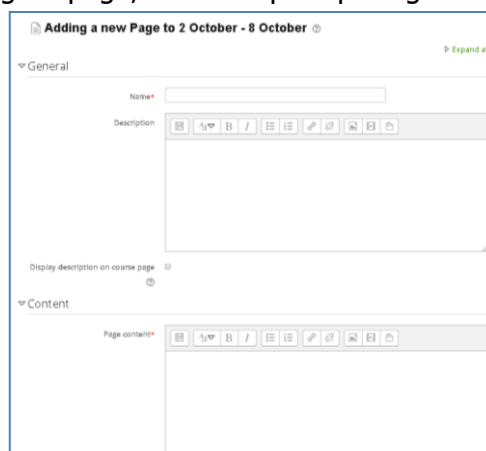 Adding a new Page to 2 October - 8 October
Expand a
General
Name*
Description
B I
Display description on course page
Content
Page content*
B I